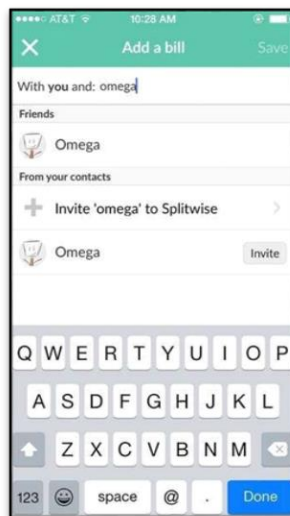 AT&T 10:28 AM
Add a bill Save
With you and: omega
Friends
Omega
From your contacts
Invite 'omega' to Splitwise
Omega Invite
Q W E R T Y U I O P
A S D F G H J K L
Z X C V B N M
123 space @ . Done